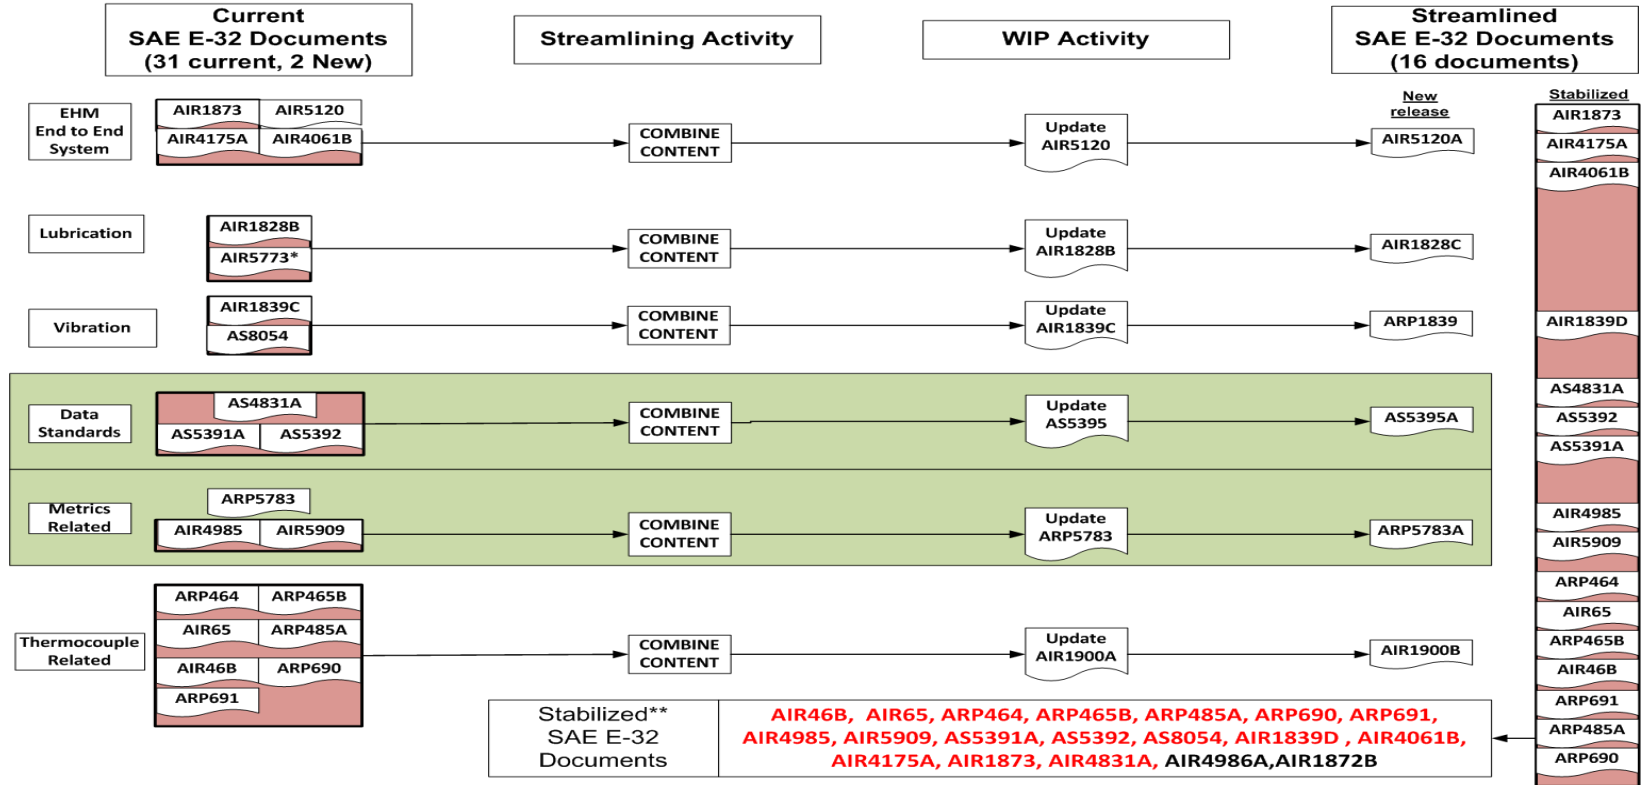 Current
SAE E-32 Documents
(31 current, 2 New)
Streamlining Activity
WIP Activity
Streamlined
SAE E-32 Documents
(16 documents)
New
release
Stabilized
EHM
End to End
System
AIR1873
AIR5120
AIR4175A
AIR4061B
COMBINE
CONTENT
Update
AIR5120
AIR5120A
Lubrication
AIR1828B
AIR5773*
COMBINE
CONTENT
Update
AIR1828B
AIR1828C
Vibration
AIR1839C
AS8054
COMBINE
CONTENT
Update
AIR1839C
ARP1839
Data
Standards
AS4831A
AS5391A
AS5392
COMBINE
CONTENT
Update
AS5395
AS5395A
Metrics
Related
ARP5783
AIR4985
AIR5909
COMBINE
CONTENT
Update
ARP5783
ARP5783A
Thermocouple
Related
ARP464
ARP465B
AIR65
ARP485A
AIR46B
ARP690
ARP691
COMBINE
CONTENT
Update
AIR1900A
AIR1900B
AIR1873
AIR4175A
AIR4061B
AIR1839D
AS4831A
AS5392
AS5391A
AIR4985
AIR5909
ARP464
AIR65
ARP465B
AIR46B
ARP691
ARP485A
ARP690
Stabilized**
SAE E-32
Documents
AIR46B, AIR65, ARP464, ARP465B, ARP485A, ARP690, ARP691,
AIR4985, AIR5909, AS5391A, AS5392, AS8054, AIR1839D , AIR4061B,
AIR4175A, AIR1873, AIR4831A, AIR4986A,AIR1872B